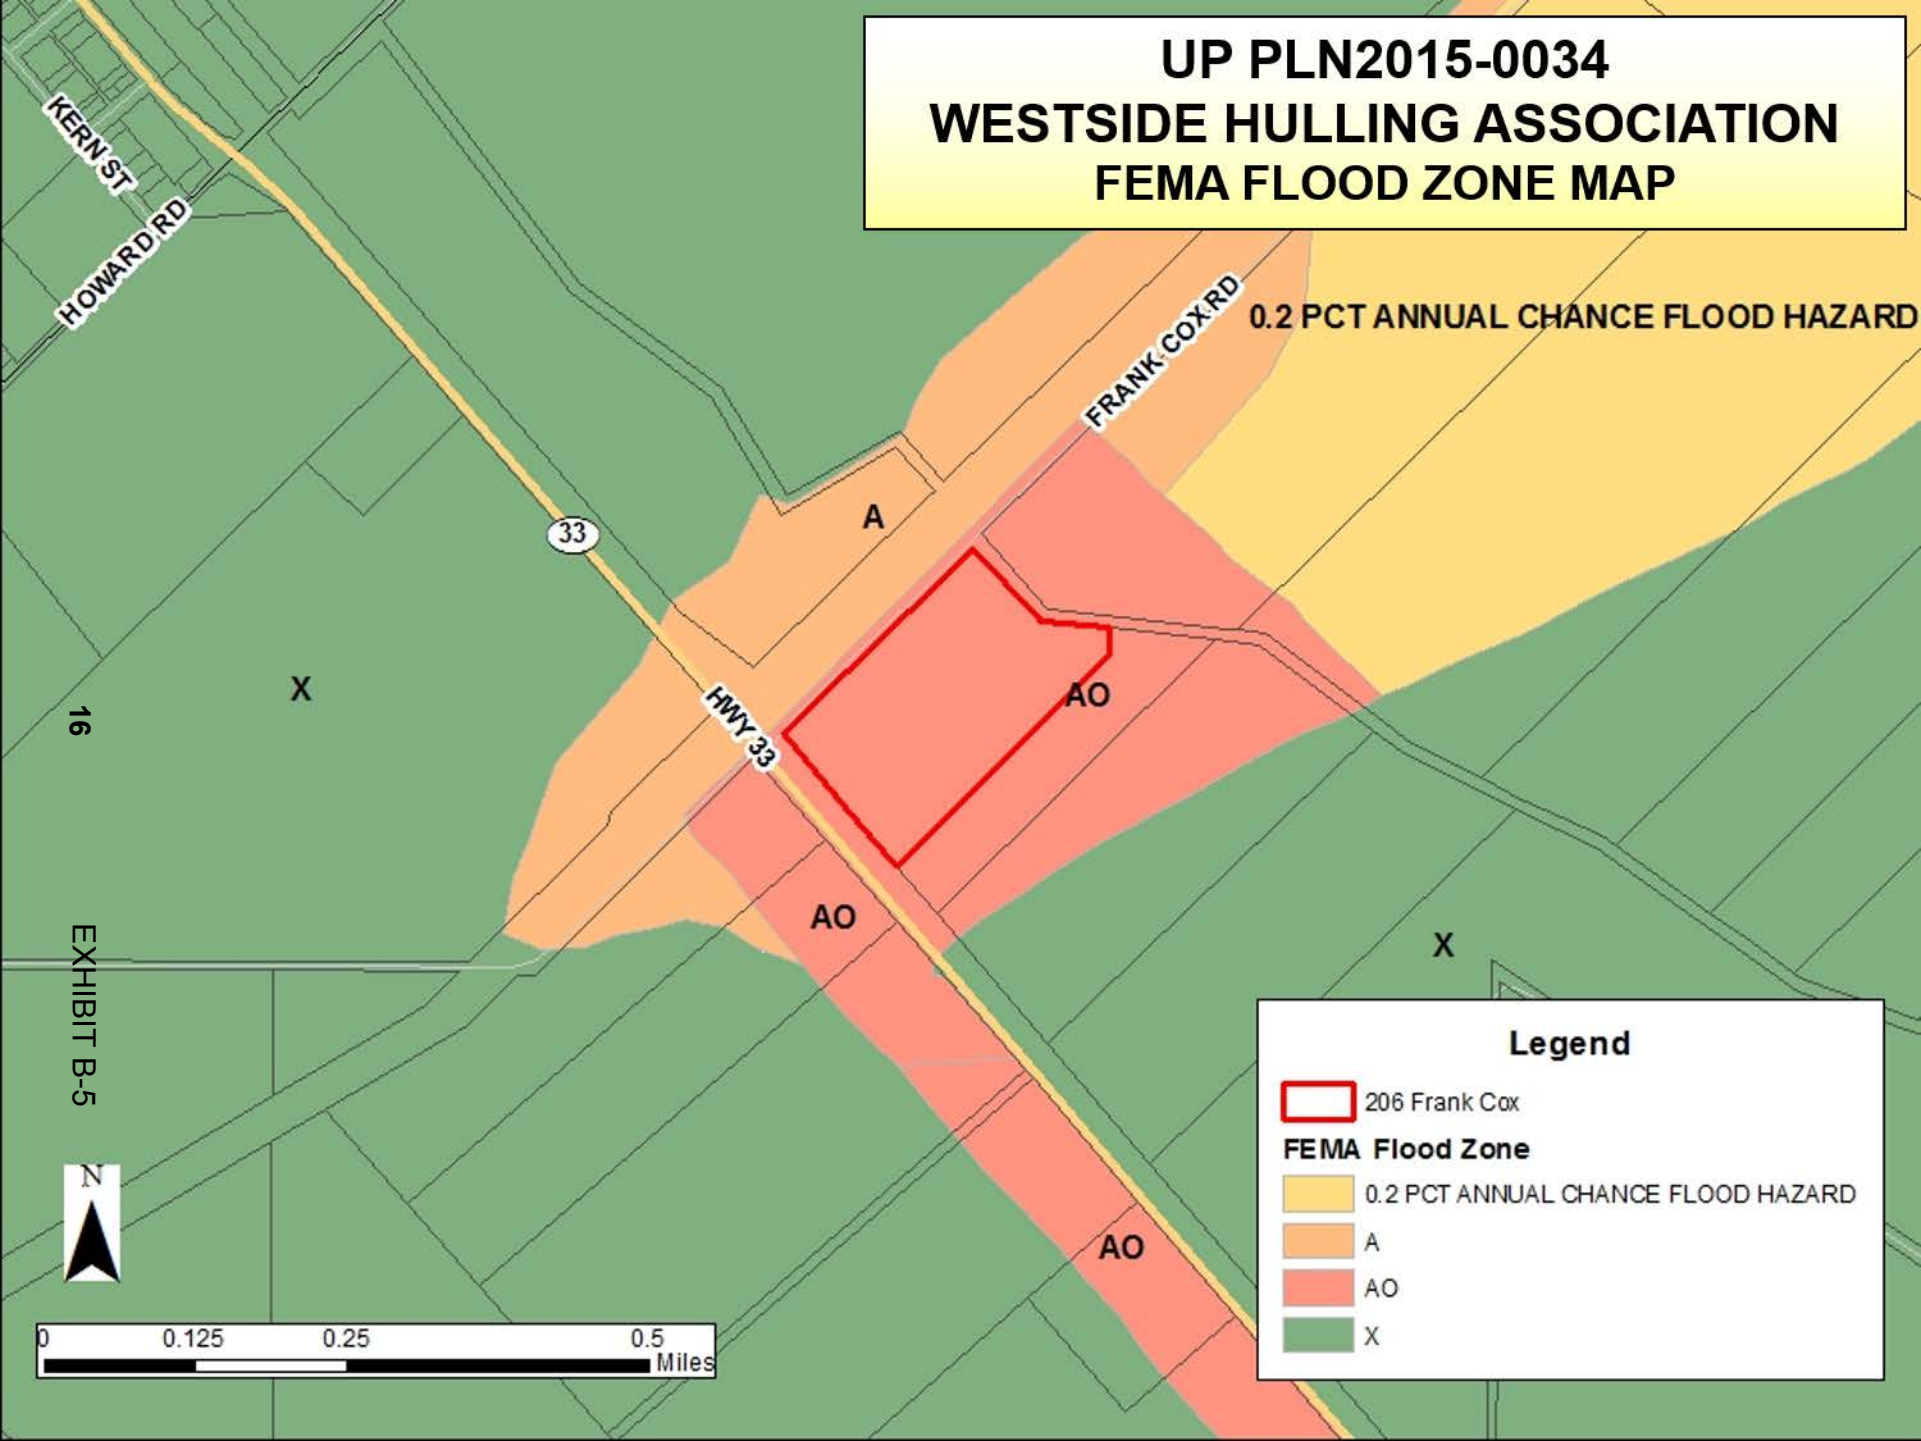 UP PLN2015-0034
WESTSIDE HULLING ASSOCIATION
FEMA FLOOD ZONE MAP
KERN ST
HOWARD RD
FRANK COX RD
0.2 PCT ANNUAL CHANCE FLOOD HAZARD
A
33
X
HWY 33
AO
16
AO
X
EXHIBIT B-5
AO
N
0 0.125 0.25 0.5
Miles
Legend
206 Frank Cox
FEMA Flood Zone
0.2 PCT ANNUAL CHANCE FLOOD HAZARD
A
AO
X